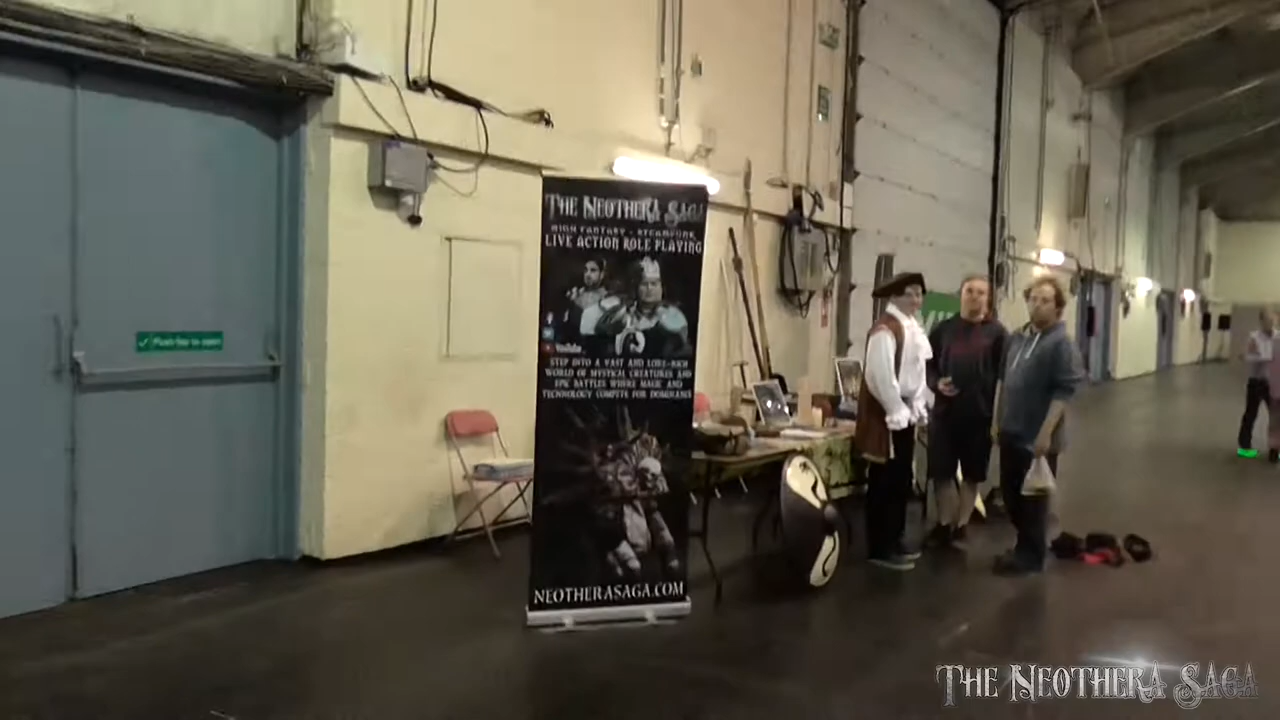 Push bar to open
THE NEOTHERA SAGA
HIGH FANTASY - STEAMPUNK
LIVE ACTION ROLE PLAYING
YouTube
STEP INTO A VAST AND LORE-RICH
WORLD OF MYSTICAL CREATURES AND
EPIC BATTLES WHERE MAGIC AND
TECHNOLOGY COMPETE FOR DOMINANCE
NEOTHERASAGA.COM
THE NEOTHERA SAGA